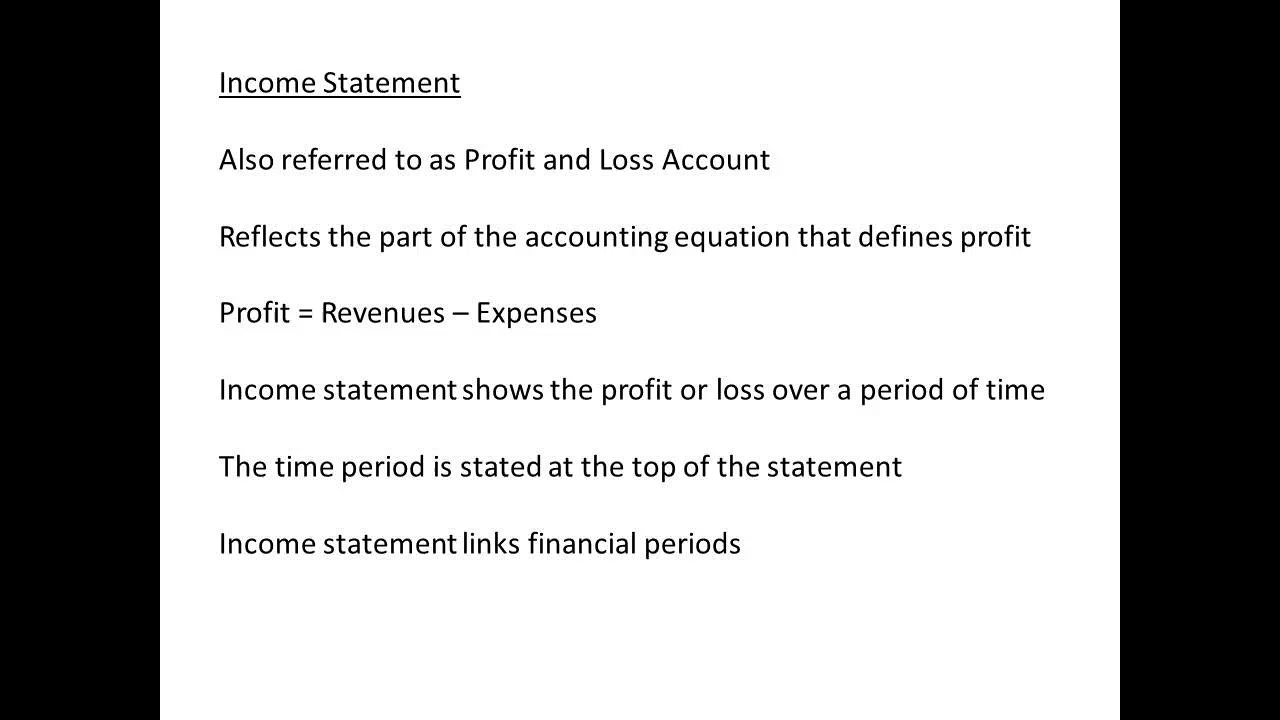 Income Statement
Also referred to as Profit and Loss Account
Reflects the part of the accounting equation that defines profit
Profit = Revenues – Expenses
Income statement shows the profit or loss over a period of time
The time period is stated at the top of the statement
Income statement links financial periods